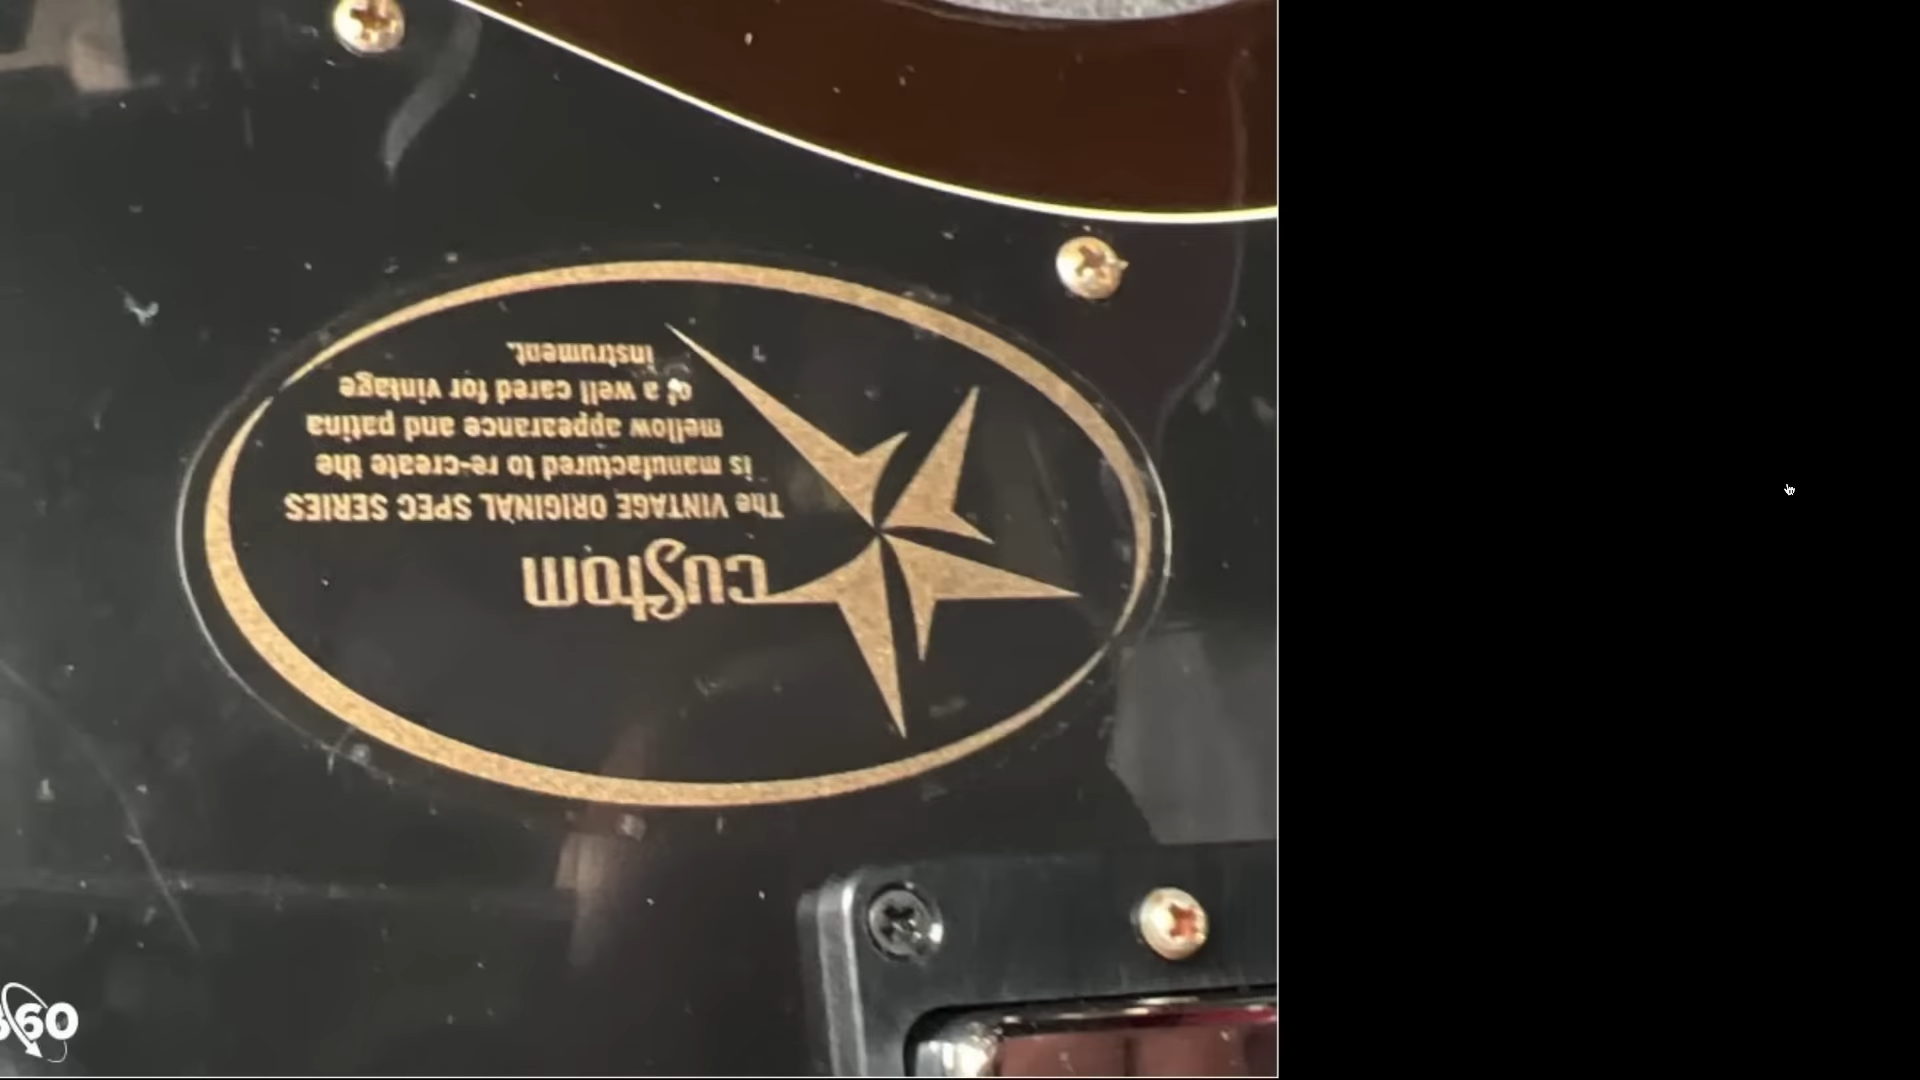 custom
The VINTAGE ORIGINAL SPEC SERIES
is manufactured to re-create the
mellow appearance and patina
of a well cared for vintage
instrument.
360